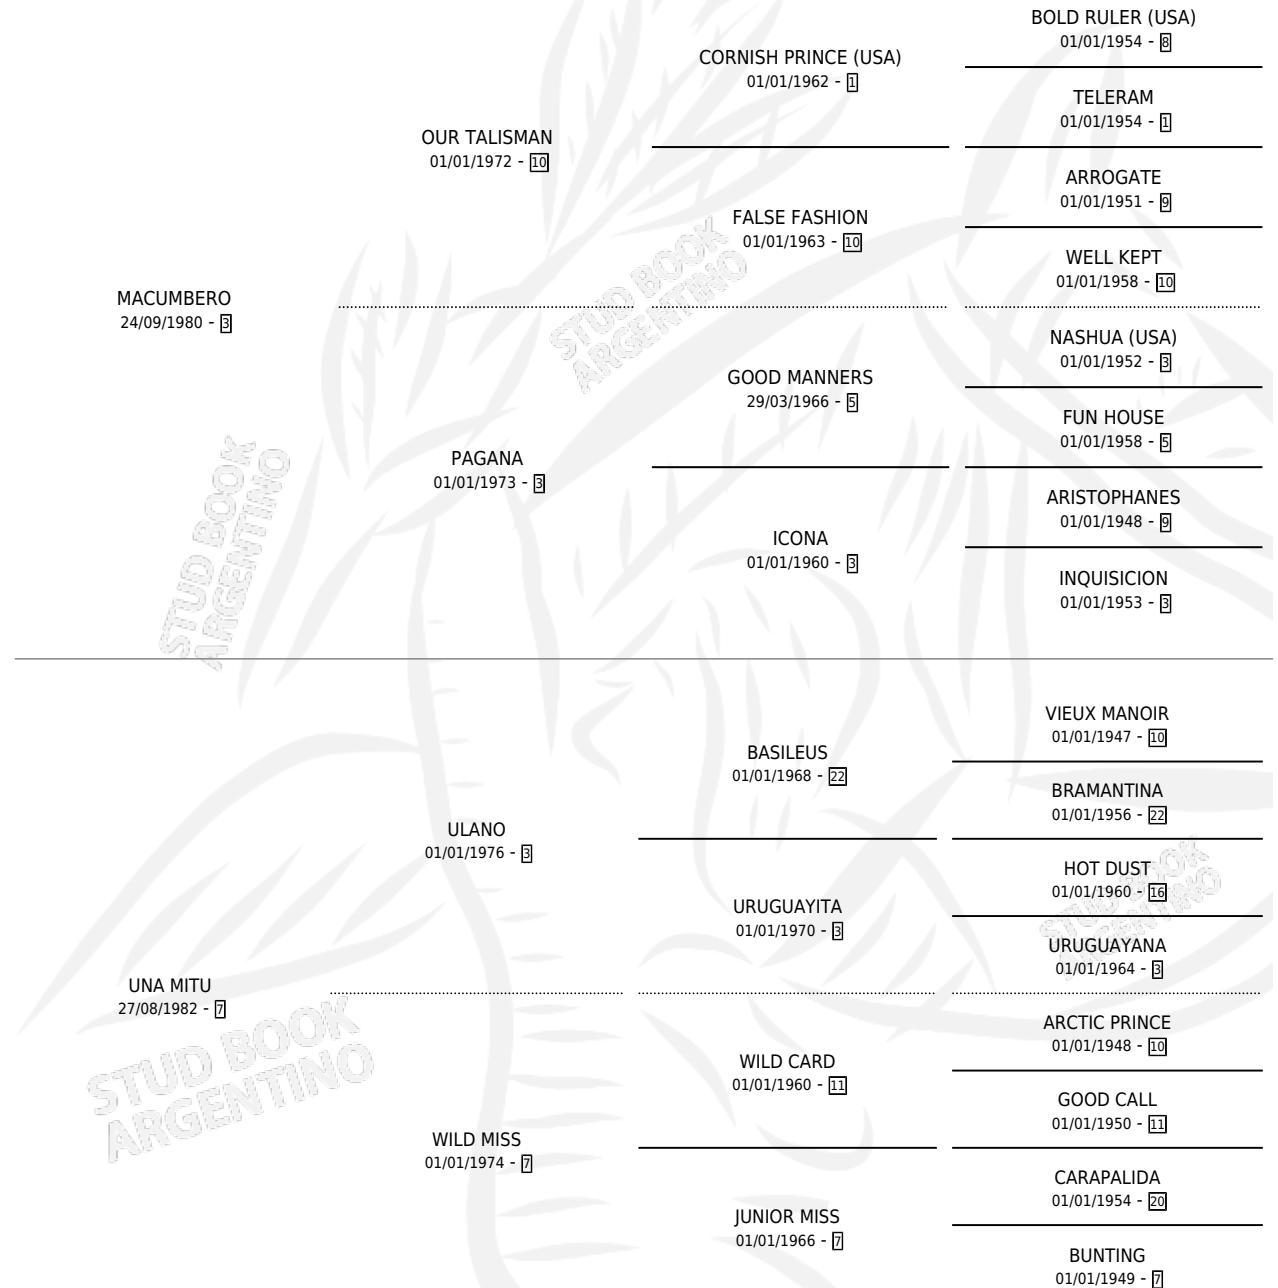 BOLD RULER (USA)
01/01/1954 - 8
CORNISH PRINCE (USA)
01/01/1962 - 1
TELERAM
01/01/1954 - 1
OUR TALISMAN
01/01/1972 - 10
ARROGATE
01/01/1951 - 9
FALSE FASHION
01/01/1963 - 10
WELL KEPT
01/01/1958 - 10
MACUMBERO
24/09/1980 - 3
NASHUA (USA)
01/01/1952 - 3
GOOD MANNERS
29/03/1966 - 5
FUN HOUSE
01/01/1958 - 5
PAGANA
01/01/1973 - 3
ARISTOPHANES
01/01/1948 - 9
ICONA
01/01/1960 - 3
INQUISICION
01/01/1953 - 3
STUD BOOK
ARGENTINO
STUD BOOK
ARGENTINO
VIEUX MANOIR
01/01/1947 - 10
BASILEUS
01/01/1968 - 22
BRAMANTINA
01/01/1956 - 22
ULANO
01/01/1976 - 3
HOT DUST
01/01/1960 - 16
URUGUAYITA
01/01/1970 - 3
URUGUAYANA
01/01/1964 - 3
UNA MITU
27/08/1982 - 7
ARCTIC PRINCE
01/01/1948 - 10
WILD CARD
01/01/1960 - 11
GOOD CALL
01/01/1950 - 11
WILD MISS
01/01/1974 - 7
CARAPALIDA
01/01/1954 - 20
JUNIOR MISS
01/01/1966 - 7
BUNTING
01/01/1949 - 7
STUD BOOK
ARGENTINO
STUD BOOK
ARGENTINO